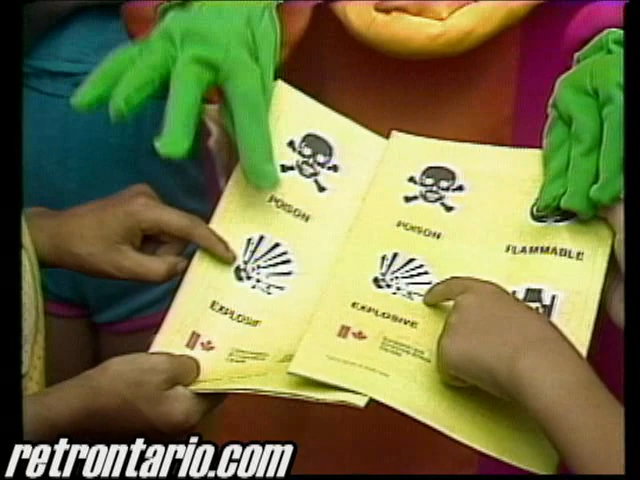 POISON
EXPLOSIF
POISON
FLAMMABLE
EXPLOSIVE
retrontario.com